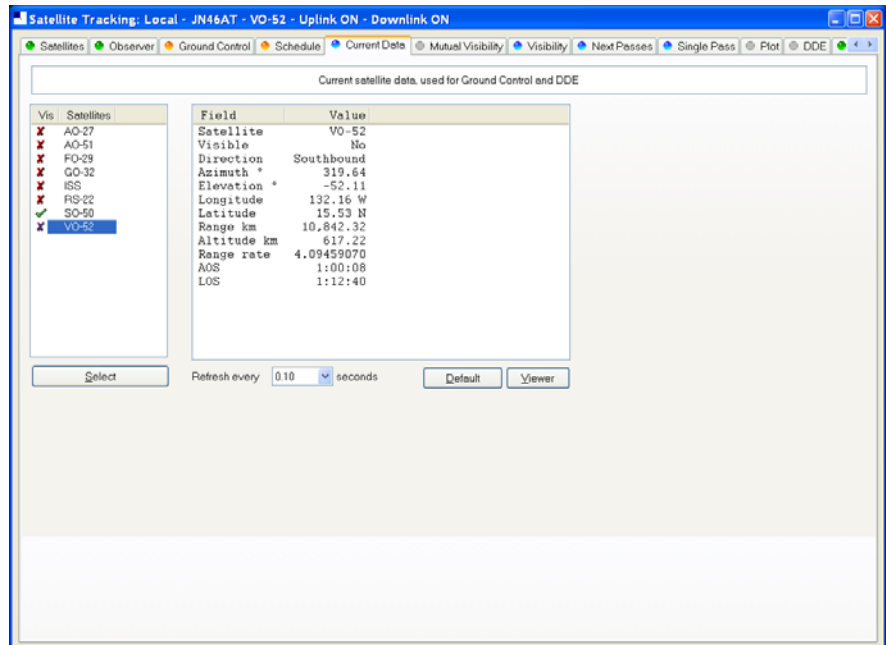 Satellite Tracking: Local - JN46AT - VO-52 - Uplink ON - Downlink ON
Satellites Observer Ground Control Schedule Current Data Mutual Visibility Visibility Next Passes Single Pass Plot DDE
Current satellite data, used for Ground Control and DDE
Vis Satellites
AO-27
AO-51
FO-29
GO-32
ISS
RS-22
SO-50
VO-52
Field Value
Satellite VO-52
Visible No
Direction Southbound
Azimuth ° 319.64
Elevation ° -52.11
Longitude 132.16 W
Latitude 15.53 N
Range km 10,842.32
Altitude km 617.22
Range rate 4.09459070
AOS 1:00:08
LOS 1:12:40
Select
Refresh every 0.10 seconds
Default Viewer